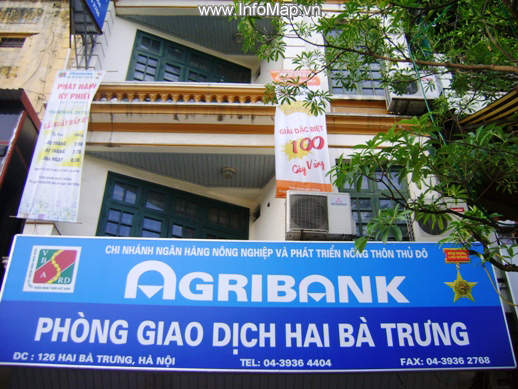 www.InfoMap.vn
PHÁT HÀNH
KỲ PHIẾU
GIẢI ĐẶC BIỆT
100
Cây Vàng
CHI NHÁNH NGÂN HÀNG NÔNG NGHIỆP VÀ PHÁT TRIỂN NÔNG THÔN THỦ ĐÔ
AGRIBANK
PHÒNG GIAO DỊCH HAI BÀ TRƯNG
ĐC : 126 HAI BÀ TRƯNG, HÀ NỘI
TEL: 04-3936 4404
FAX: 04-3936 2768